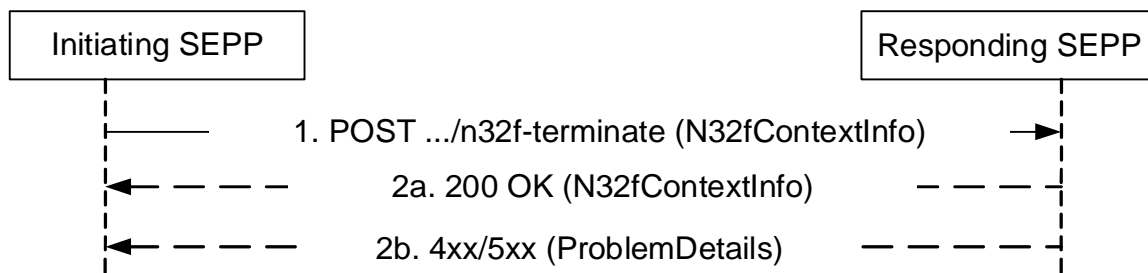 Initiating SEPP
Responding SEPP
1. POST .../n32f-terminate (N32fContextInfo)
2a. 200 OK (N32fContextInfo)
2b. 4xx/5xx (ProblemDetails)